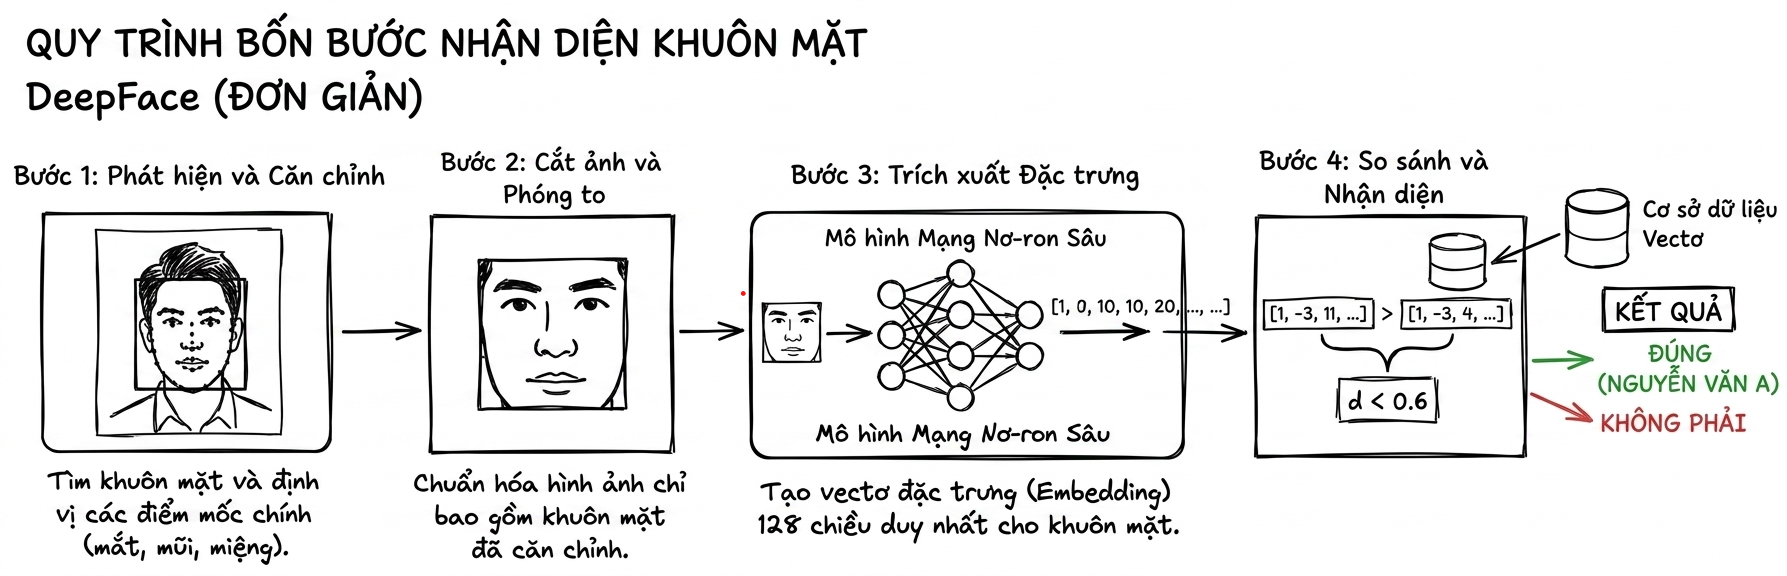 QUY TRÌNH BỐN BƯỚC NHẬN DIỆN KHUÔN MẶT
DeepFace (ĐƠN GIẢN)
Bước 1: Phát hiện và Căn chỉnh
Tìm khuôn mặt và định
vị các điểm mốc chính
(mắt, mũi, miệng).
Bước 2: Cắt ảnh và
Phóng to
Chuẩn hóa hình ảnh chỉ
bao gồm khuôn mặt
đã căn chỉnh.
Bước 3: Trích xuất Đặc trưng
Mô hình Mạng Nơ-ron Sâu
[1, 0, 10, 10, 20, ..., ...]
Mô hình Mạng Nơ-ron Sâu
Tạo vectơ đặc trưng (Embedding)
128 chiều duy nhất cho khuôn mặt.
Bước 4: So sánh và
Nhận diện
Cơ sở dữ liệu
Vectơ
[1, -3, 11, ...] > [1, -3, 4, ...]
d < 0.6
KẾT QUẢ
ĐÚNG
(NGUYỄN VĂN A)
KHÔNG PHẢI